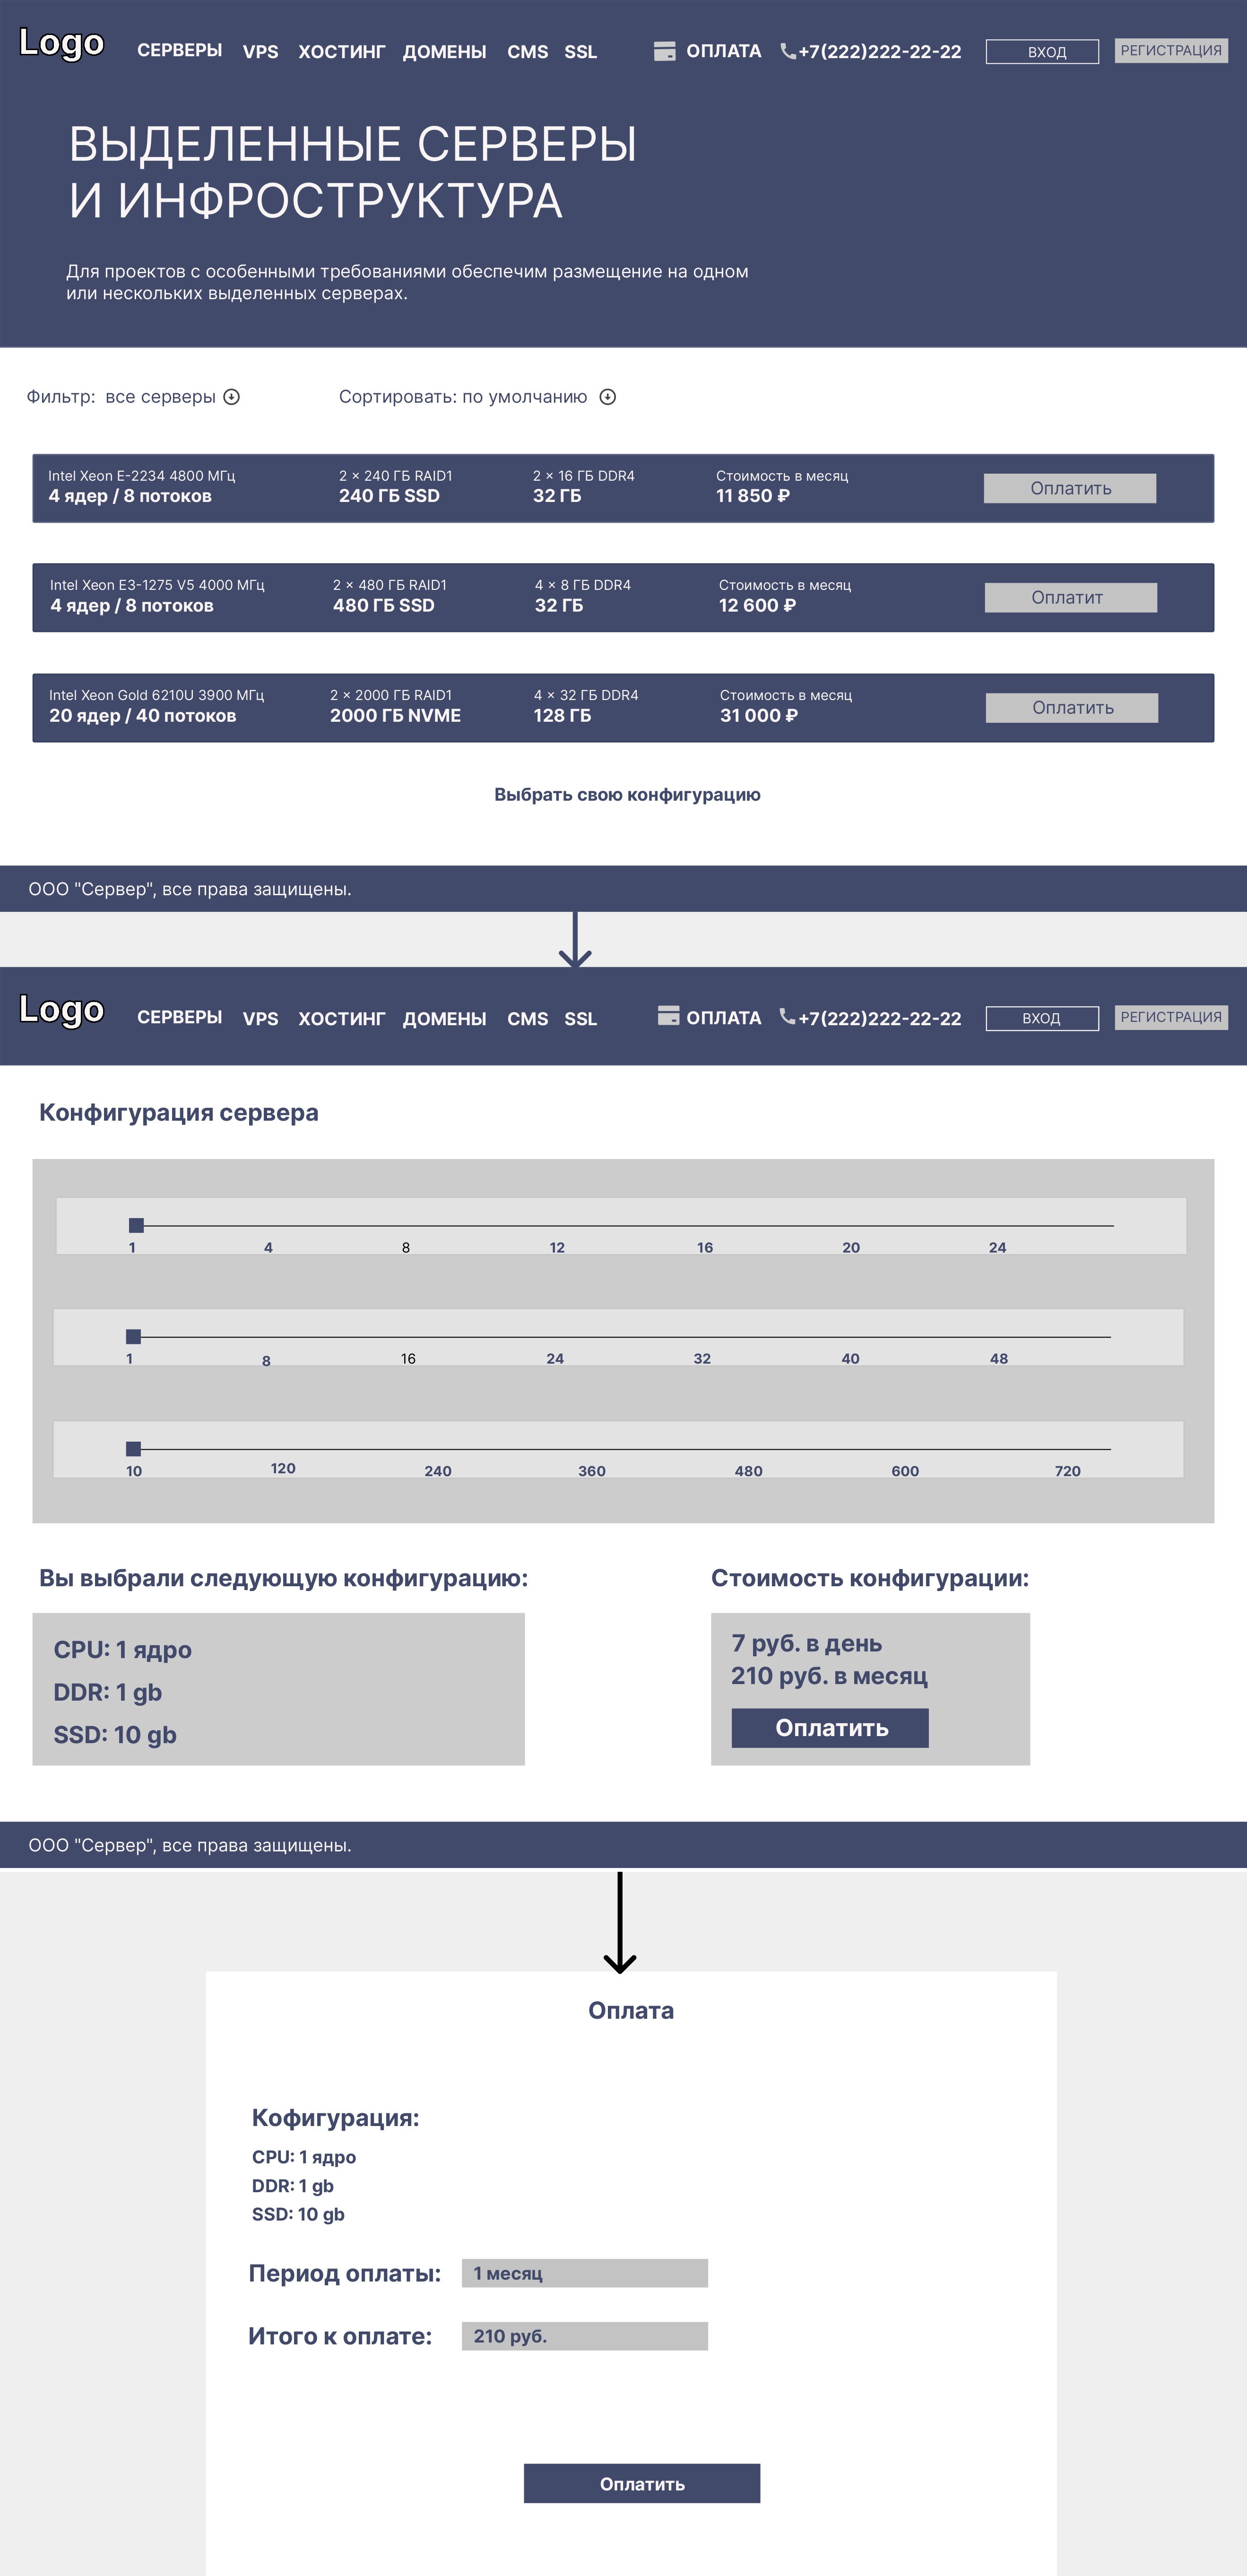 Logo СЕРВЕРЫ VPS ХОСТИНГ ДОМЕНЫ CMS SSL ОПЛАТА +7(222)222-22-22 ВХОД РЕГИСТРАЦИЯ
ВЫДЕЛЕННЫЕ СЕРВЕРЫ
И ИНФРОСТРУКТУРА
Для проектов с особенными требованиями обеспечим размещение на одном
или нескольких выделенных серверах.
Фильтр: все серверы Сортировать: по умолчанию
Intel Xeon E-2234 4800 МГц 2 × 240 ГБ RAID1 2 × 16 ГБ DDR4 Стоимость в месяц
4 ядер / 8 потоков 240 ГБ SSD 32 ГБ 11 850 ₽ Оплатить
Intel Xeon E3-1275 V5 4000 МГц 2 × 480 ГБ RAID1 4 × 8 ГБ DDR4 Стоимость в месяц
4 ядер / 8 потоков 480 ГБ SSD 32 ГБ 12 600 ₽ Оплатит
Intel Xeon Gold 6210U 3900 МГц 2 × 2000 ГБ RAID1 4 × 32 ГБ DDR4 Стоимость в месяц
20 ядер / 40 потоков 2000 ГБ NVME 128 ГБ 31 000 ₽ Оплатить
Выбрать свою конфигурацию
ООО "Сервер", все права защищены.
Logo СЕРВЕРЫ VPS ХОСТИНГ ДОМЕНЫ CMS SSL ОПЛАТА +7(222)222-22-22 ВХОД РЕГИСТРАЦИЯ
Конфигурация сервера
1 4 8 12 16 20 24
1 8 16 24 32 40 48
10 120 240 360 480 600 720
Вы выбрали следующую конфигурацию: Стоимость конфигурации:
CPU: 1 ядро
DDR: 1 gb
SSD: 10 gb
7 руб. в день
210 руб. в месяц
Оплатить
ООО "Сервер", все права защищены.
Оплата
Кофигурация:
CPU: 1 ядро
DDR: 1 gb
SSD: 10 gb
Период оплаты: 1 месяц
Итого к оплате: 210 руб.
Оплатить